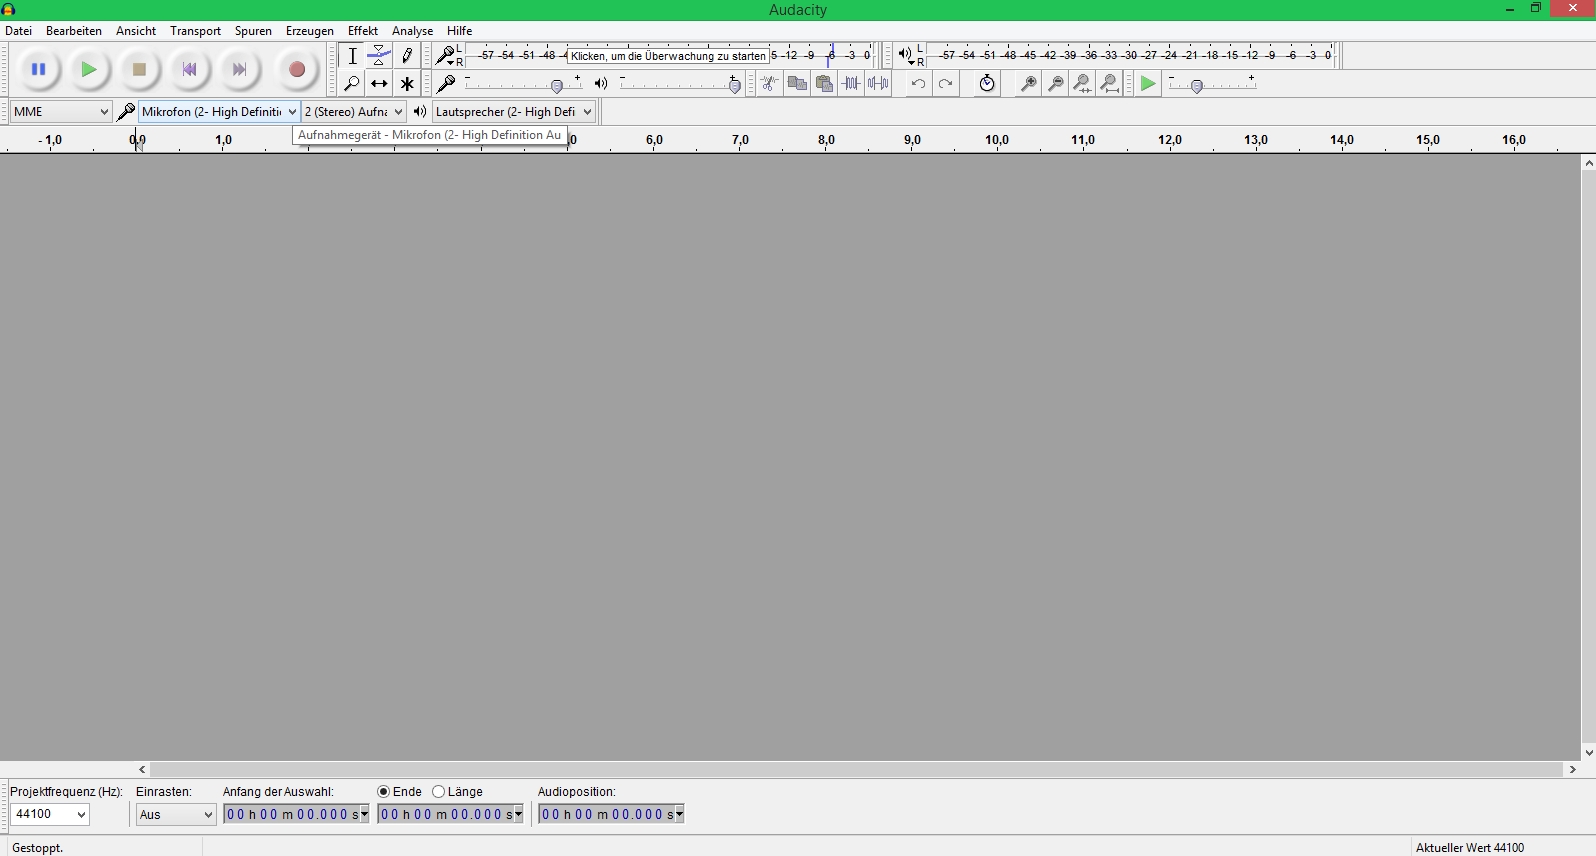 Audacity
Datei Bearbeiten Ansicht Transport Spuren Erzeugen Effekt Analyse Hilfe
L -57 -54 -51 -48 Klicken, um die Überwachung zu starten -12 -9 -6 -3 0 L -57 -54 -51 -48 -45 -42 -39 -36 -33 -30 -27 -24 -21 -18 -15 -12 -9 -6 -3 0
R R
- + - + - +
MME Mikrofon (2- High Definitio 2 (Stereo) Aufna Lautsprecher (2- High Defi
Aufnahmegerät - Mikrofon (2- High Definition Au
- 1,0 0,0 1,0 6,0 7,0 8,0 9,0 10,0 11,0 12,0 13,0 14,0 15,0 16,0
Projektfrequenz (Hz): Einrasten: Anfang der Auswahl: Ende Länge Audioposition:
44100 Aus 00 h 00 m 00.000 s 00 h 00 m 00.000 s 00 h 00 m 00.000 s
Gestoppt. Aktueller Wert 44100